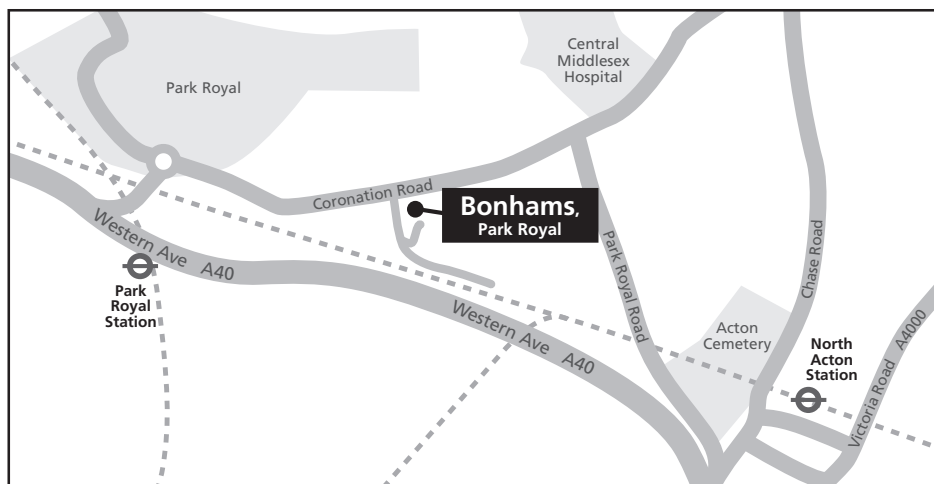 Central
Middlesex
Hospital
Park Royal
Coronation Road
Bonhams,
Park Royal
Western Ave A40
Park
Royal
Station
Park Royal Road
Chase Road
Western Ave A40
Acton
Cemetery
North
Acton
Station
Victoria Road A4000